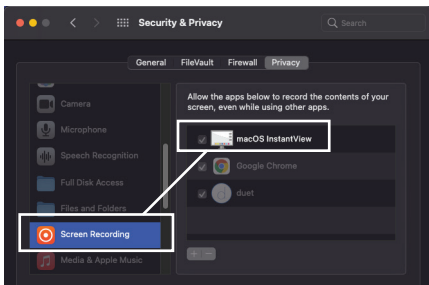 Security & Privacy
Search
General FileVault Firewall Privacy
Camera
Microphone
Speech Recognition
Full Disk Access
Files and Folders
Screen Recording
Media & Apple Music
Allow the apps below to record the contents of your
screen, even while using other apps.
macOS InstantView
Google Chrome
duet